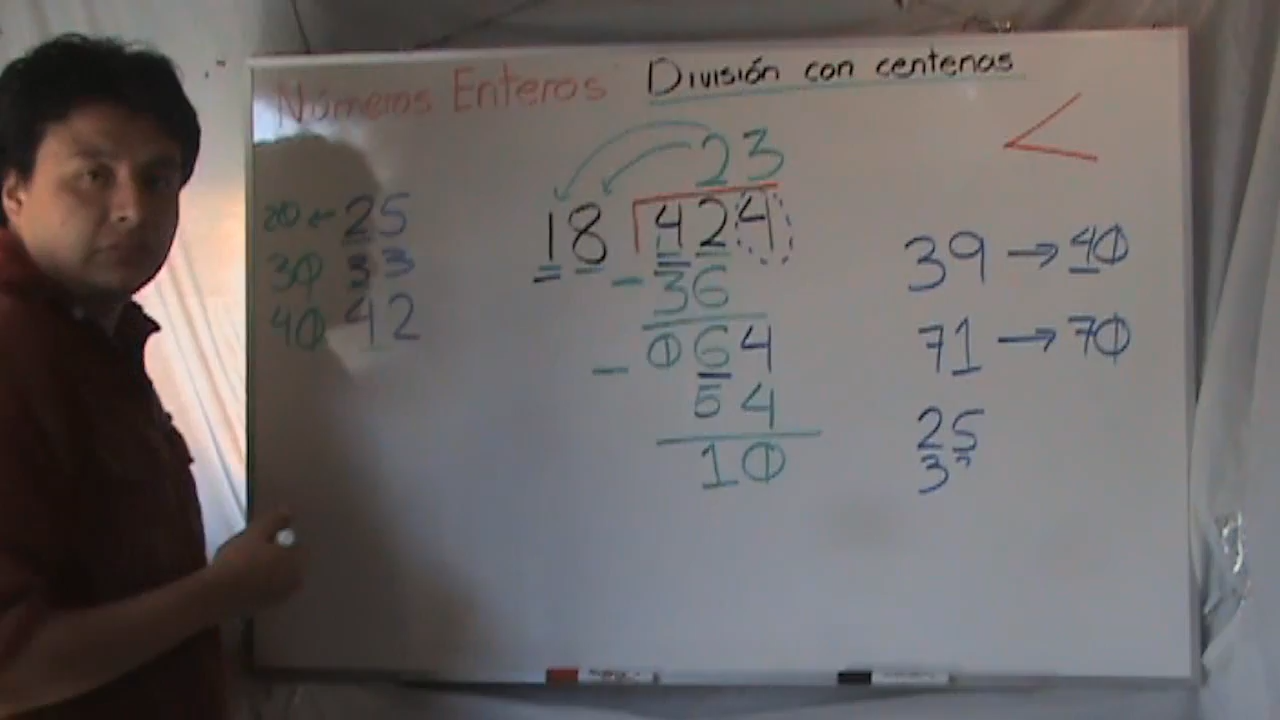 Números Enteros División con centenas
<
23
18 424
- 36
064
- 54
10
20 ← 25
30 33
40 42
39 → 40
71 → 70
25
3